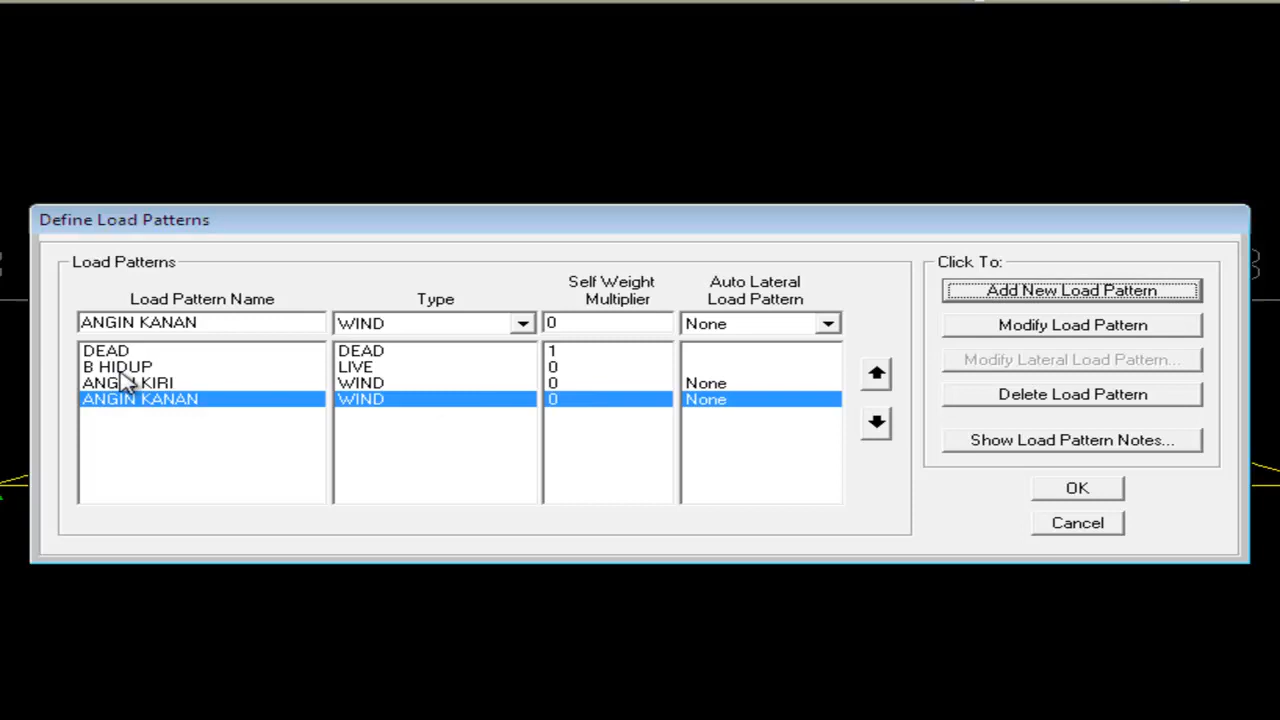 Define Load Patterns
Load Patterns
Click To:
Load Pattern Name
Type
Self Weight
Multiplier
Auto Lateral
Load Pattern
ANGIN KANAN WIND 0 None
DEAD DEAD 1
B HIDUP LIVE 0
ANGIN KIRI WIND 0 None
ANGIN KANAN WIND 0 None
Add New Load Pattern
Modify Load Pattern
Modify Lateral Load Pattern...
Delete Load Pattern
Show Load Pattern Notes...
OK
Cancel